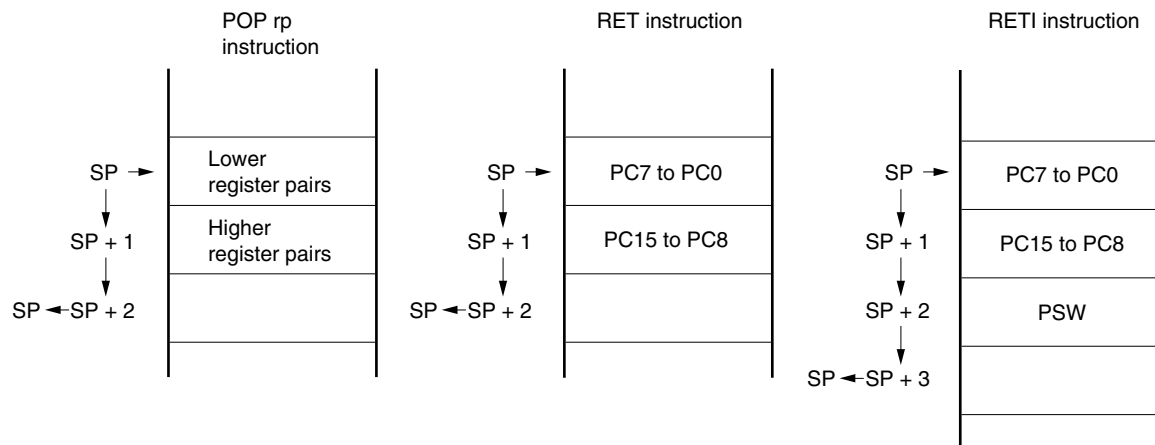 POP rp
instruction
SP
Lower
register pairs
SP + 1
Higher
register pairs
SP
SP + 2
RET instruction
SP
PC7 to PC0
SP + 1
PC15 to PC8
SP
SP + 2
RETI instruction
SP
PC7 to PC0
SP + 1
PC15 to PC8
SP + 2
PSW
SP
SP + 3